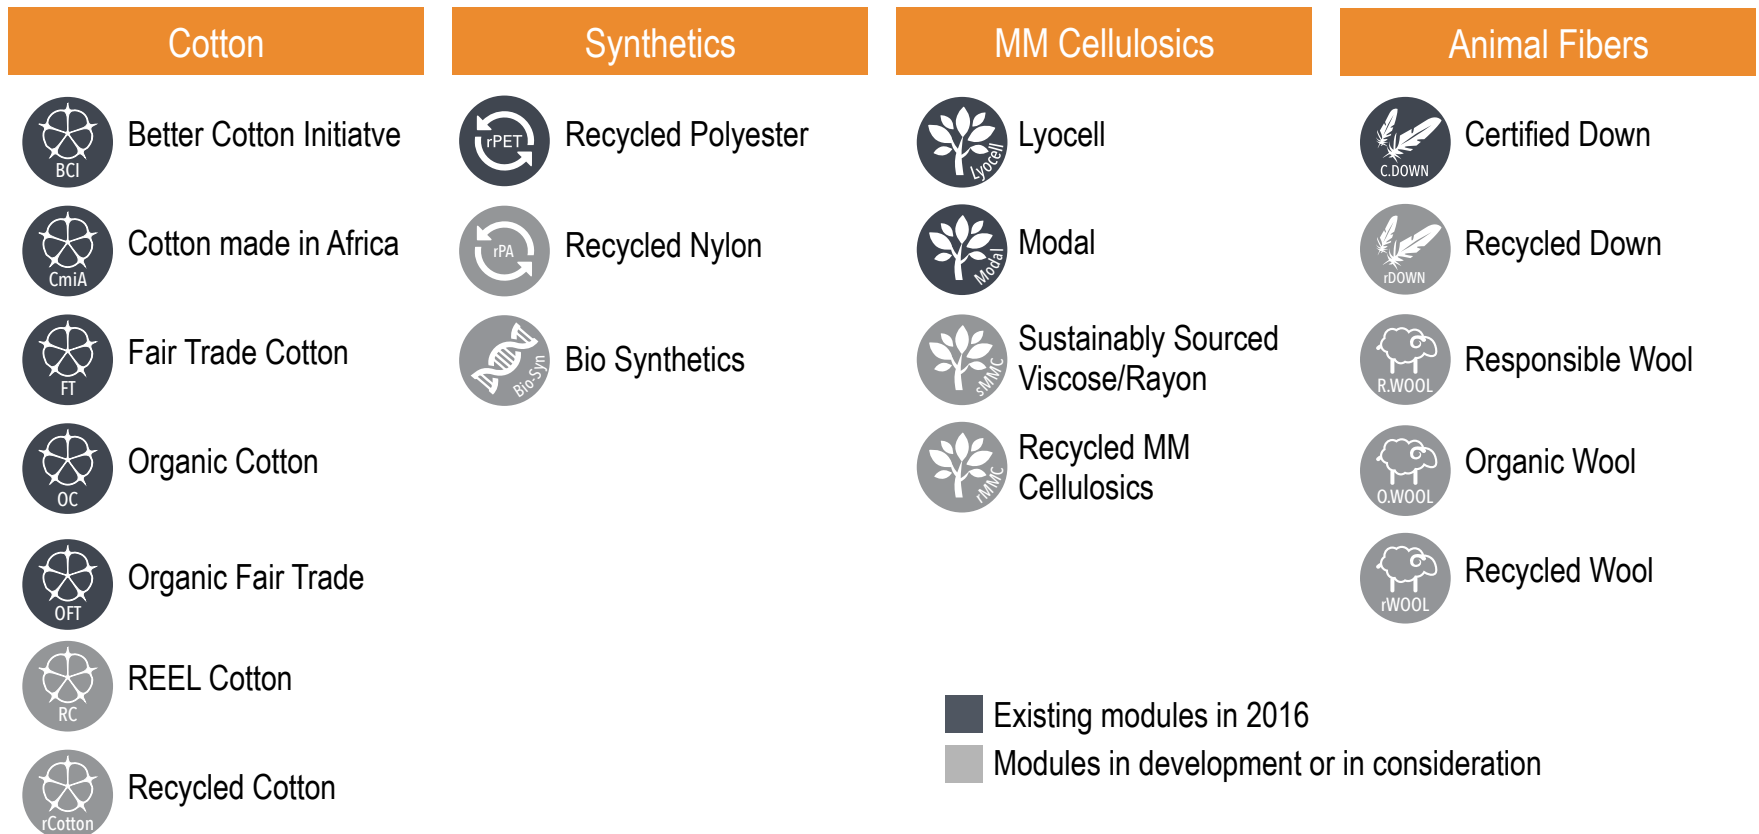 Cotton
BCI
Better Cotton Initiatve
CmiA
Cotton made in Africa
FT
Fair Trade Cotton
OC
Organic Cotton
OFT
Organic Fair Trade
RC
REEL Cotton
rCotton
Recycled Cotton
Synthetics
rPET
Recycled Polyester
rPA
Recycled Nylon
Bio-Syn
Bio Synthetics
MM Cellulosics
Lyocell
Lyocell
Modal
Modal
sMMC
Sustainably Sourced
Viscose/Rayon
rMMC
Recycled MM
Cellulosics
Animal Fibers
C.DOWN
Certified Down
rDOWN
Recycled Down
R.WOOL
Responsible Wool
O.WOOL
Organic Wool
rWOOL
Recycled Wool
Existing modules in 2016
Modules in development or in consideration